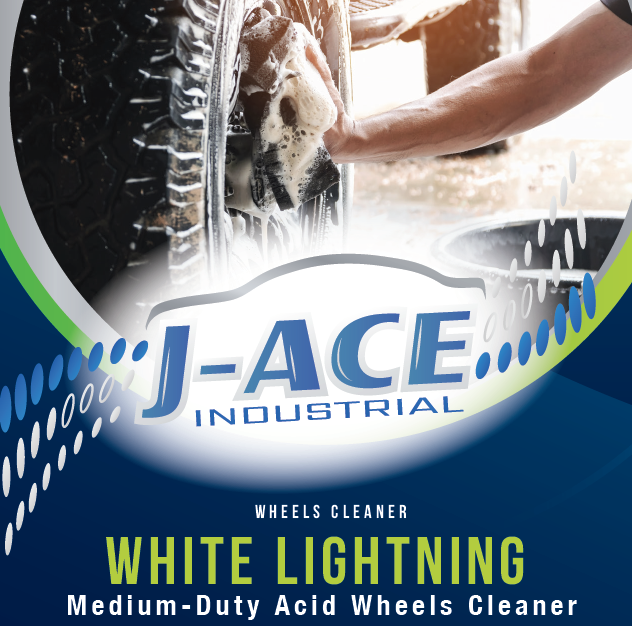 J-ACE
INDUSTRIAL
WHEELS CLEANER
WHITE LIGHTNING
Medium-Duty Acid Wheels Cleaner